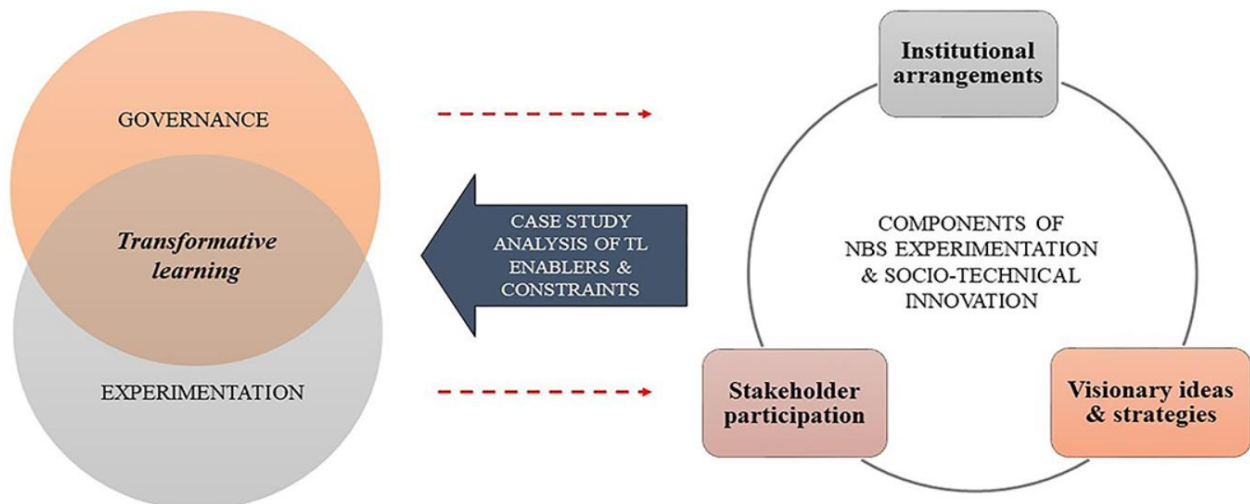 GOVERNANCE
Transformative
learning
EXPERIMENTATION
CASE STUDY
ANALYSIS OF TL
ENABLERS &
CONSTRAINTS
Institutional
arrangements
COMPONENTS OF
NBS EXPERIMENTATION
& SOCIO-TECHNICAL
INNOVATION
Stakeholder
participation
Visionary ideas
& strategies